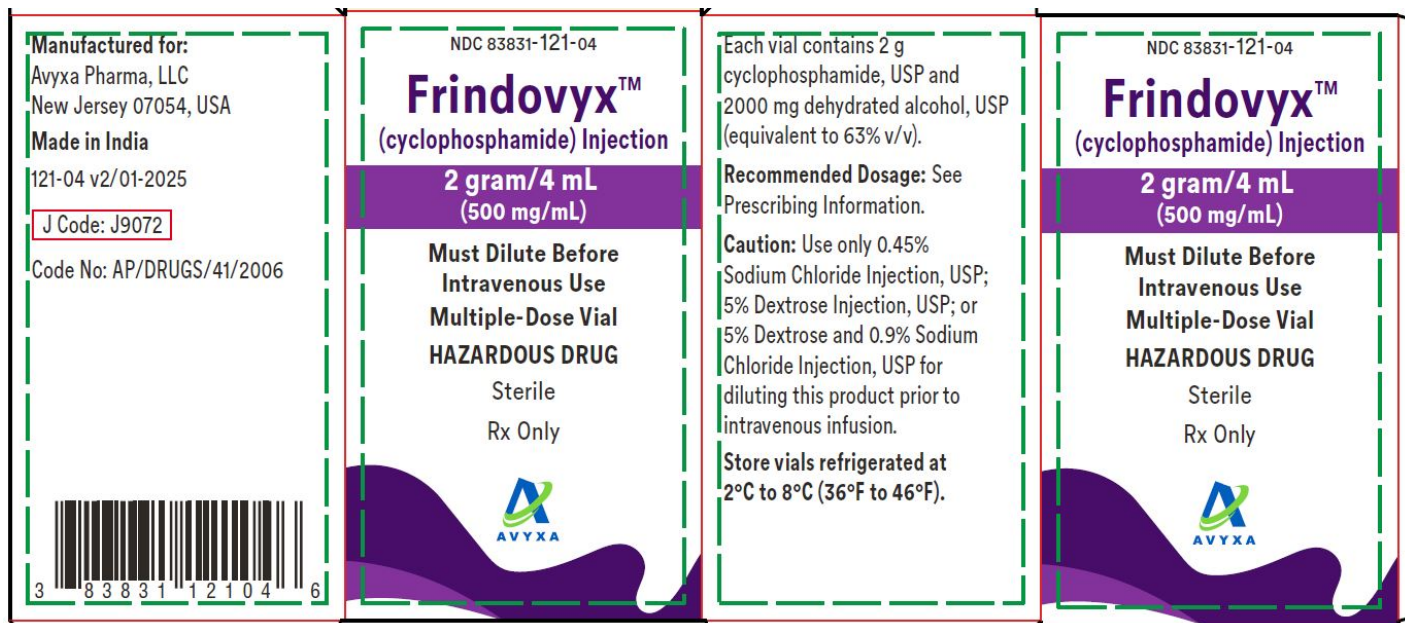 Manufactured for:
Avyxa Pharma, LLC
New Jersey 07054, USA
Made in India
121-04 v2/01-2025
J Code: J9072
Code No: AP/DRUGS/41/2006
3 83831 12104 6
NDC 83831-121-04
Frindovyx™
(cyclophosphamide) Injection
2 gram/4 mL
(500 mg/mL)
Must Dilute Before
Intravenous Use
Multiple-Dose Vial
HAZARDOUS DRUG
Sterile
Rx Only
AVYXA
Each vial contains 2 g
cyclophosphamide, USP and
2000 mg dehydrated alcohol, USP
(equivalent to 63% v/v).
Recommended Dosage: See
Prescribing Information.
Caution: Use only 0.45%
Sodium Chloride Injection, USP;
5% Dextrose Injection, USP; or
5% Dextrose and 0.9% Sodium
Chloride Injection, USP for
diluting this product prior to
intravenous infusion.
Store vials refrigerated at
2°C to 8°C (36°F to 46°F).
NDC 83831-121-04
Frindovyx™
(cyclophosphamide) Injection
2 gram/4 mL
(500 mg/mL)
Must Dilute Before
Intravenous Use
Multiple-Dose Vial
HAZARDOUS DRUG
Sterile
Rx Only
AVYXA